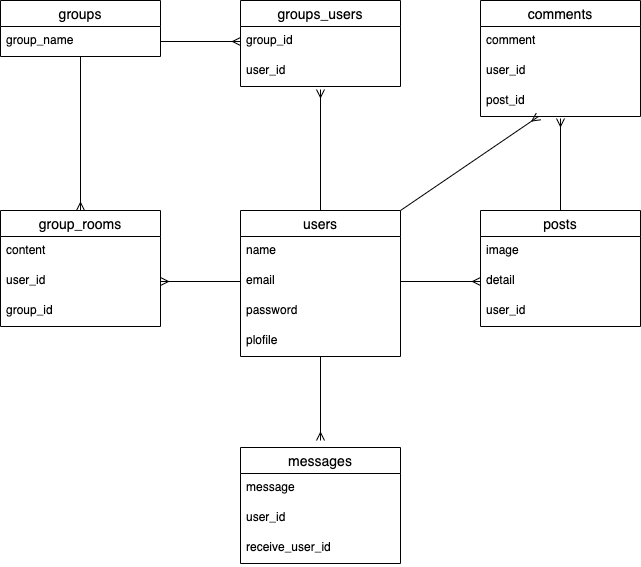 groups
group_name
groups_users
group_id
user_id
comments
comment
user_id
post_id
group_rooms
content
user_id
group_id
users
name
email
password
plofile
posts
image
detail
user_id
messages
message
user_id
receive_user_id